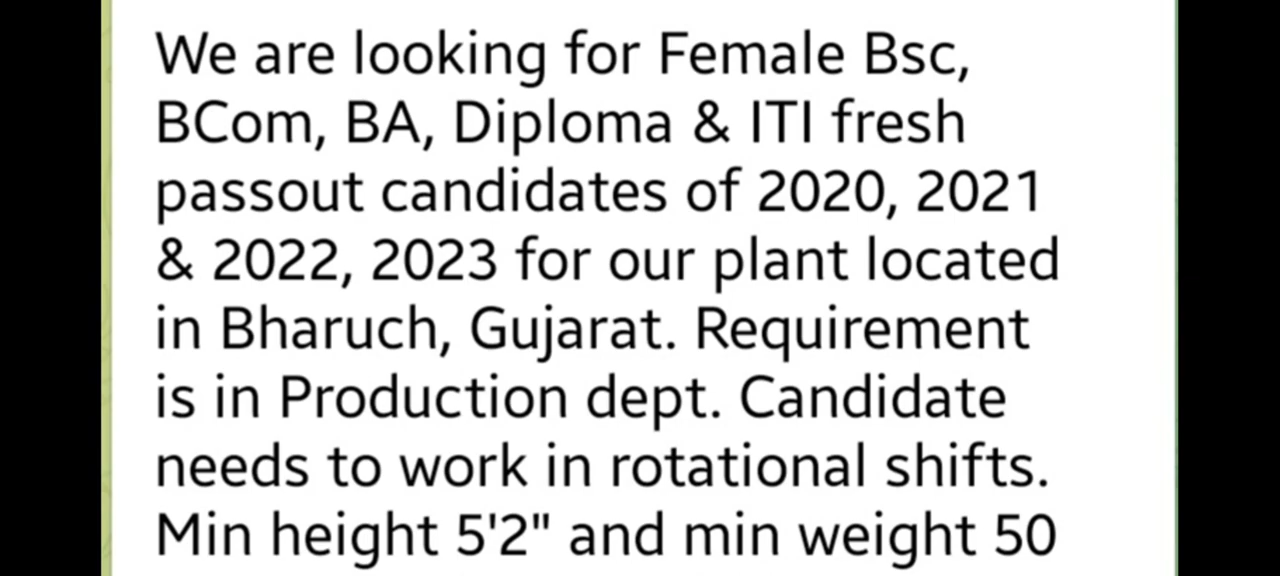 We are looking for Female Bsc,
BCom, BA, Diploma & ITI fresh
passout candidates of 2020, 2021
& 2022, 2023 for our plant located
in Bharuch, Gujarat. Requirement
is in Production dept. Candidate
needs to work in rotational shifts.
Min height 5'2" and min weight 50